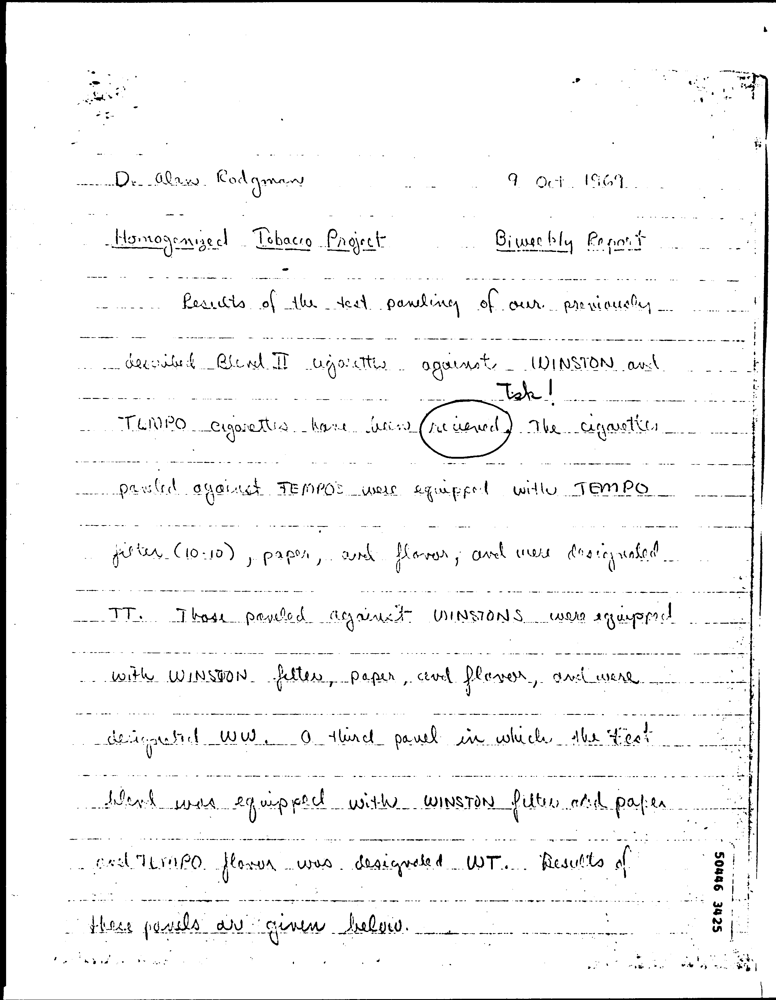 Dr. Alan Rodgman 9 Oct 1969
Homogenized Tobacco Project Biweekly Report
Results of the test paneling of our previously
described Blend II cigarettes against WINSTON and
Tsk!
TEMPO cigarettes have been recieved. The cigarettes
paneled against TEMPO'S were equipped with TEMPO
filter (10:10), paper, and flavor, and were designated
TT. Those paneled against WINSTONS were equipped
with WINSTON filter, paper, and flavor, and were
designated WW. A third panel in which the test
blend was equipped with WINSTON filter and paper
and TEMPO flavor was designated WT. Results of
these panels are given below.
50446 3425